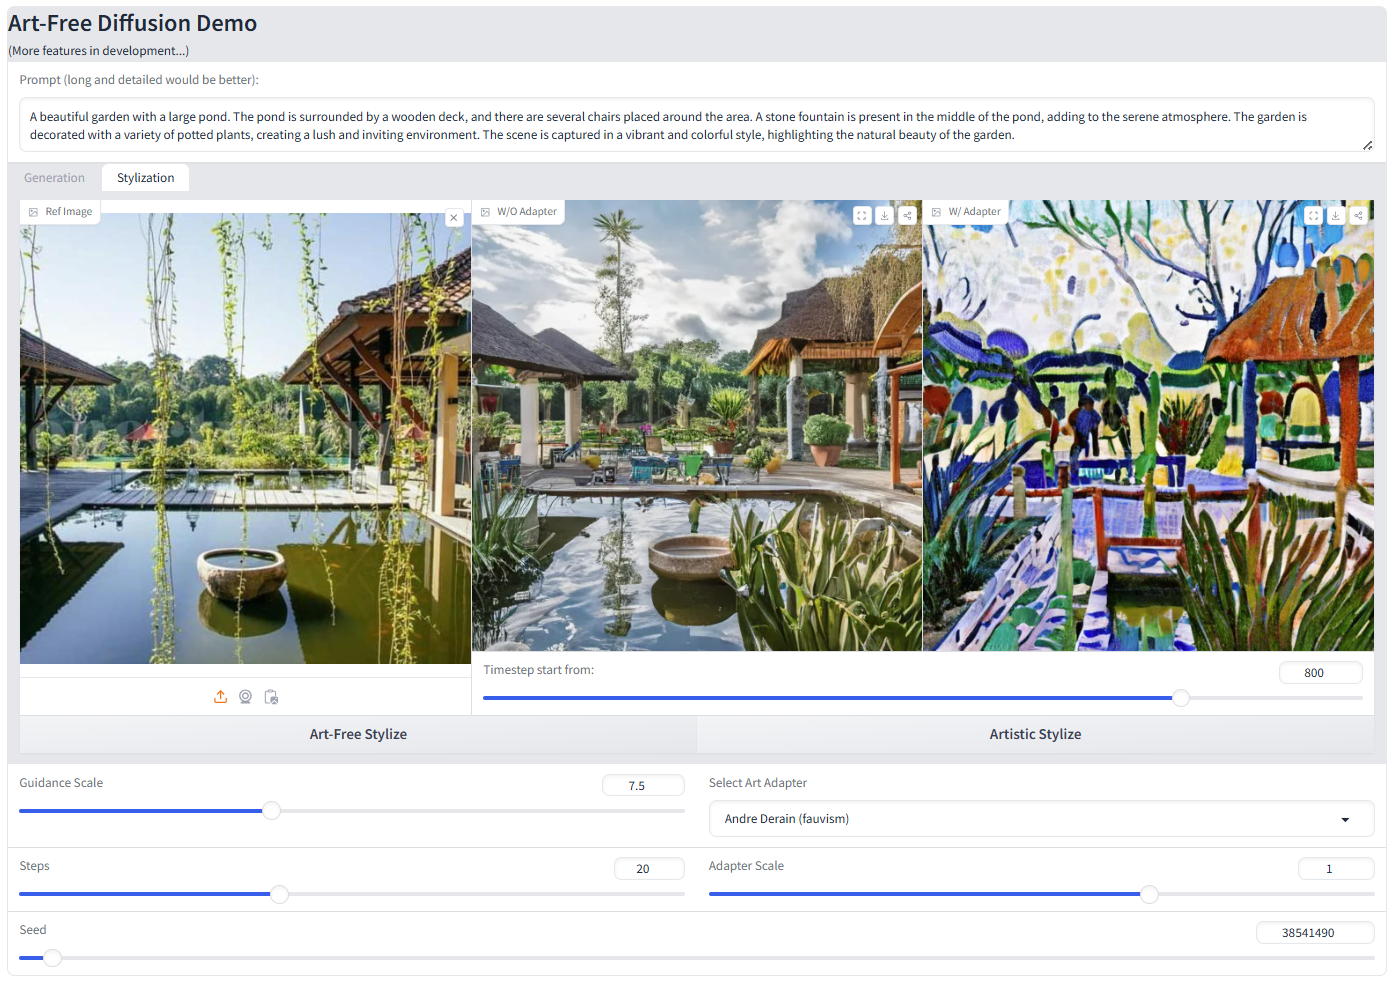 Art-Free Diffusion Demo
(More features in development...)
Prompt (long and detailed would be better):
A beautiful garden with a large pond. The pond is surrounded by a wooden deck, and there are several chairs placed around the area. A stone fountain is present in the middle of the pond, adding to the serene atmosphere. The garden is
decorated with a variety of potted plants, creating a lush and inviting environment. The scene is captured in a vibrant and colorful style, highlighting the natural beauty of the garden.
Generation
Stylization
Ref Image
W/O Adapter
W/ Adapter
Timestep start from:
800
Art-Free Stylize
Artistic Stylize
Guidance Scale
7.5
Select Art Adapter
Andre Derain (fauvism)
Steps
20
Adapter Scale
1
Seed
38541490